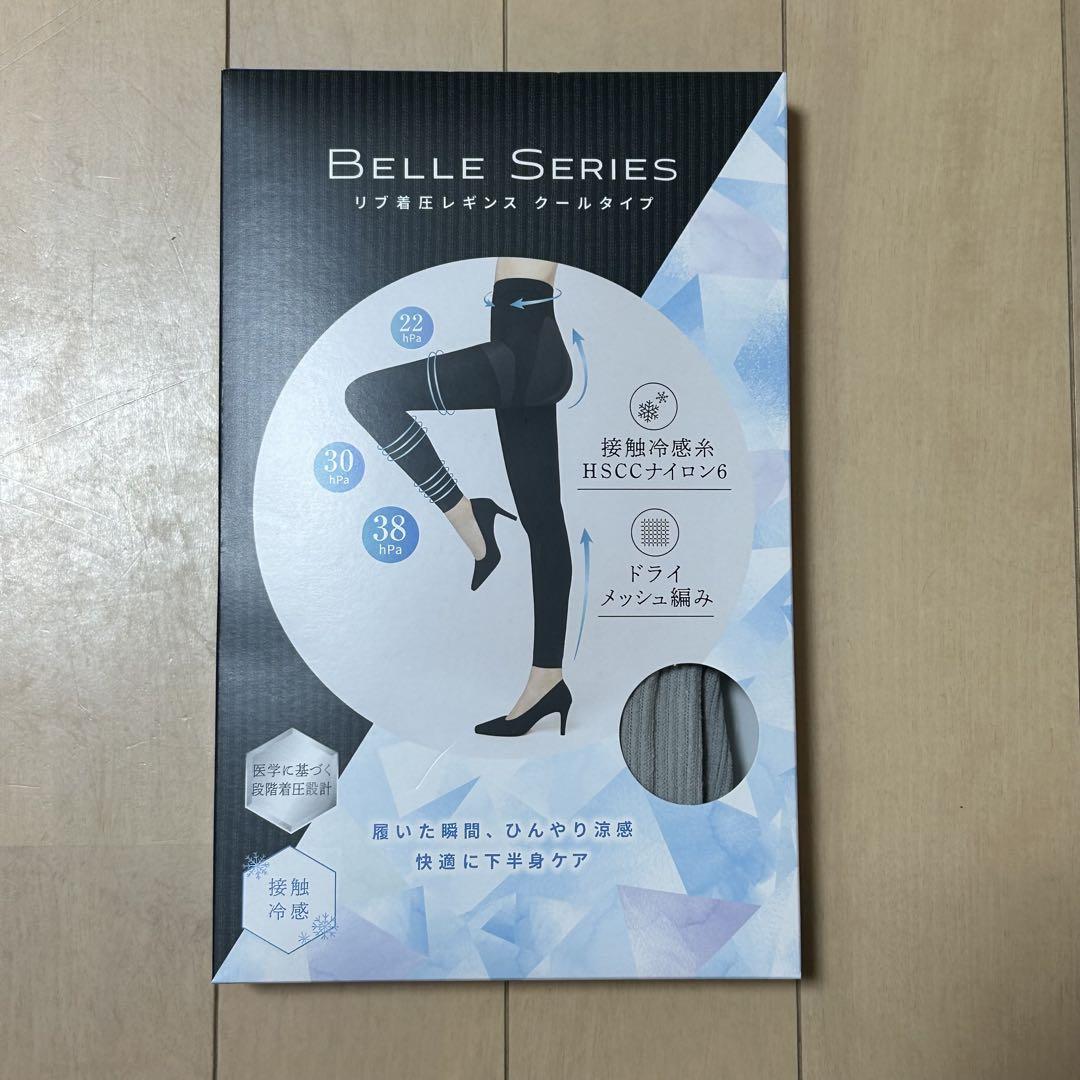 BELLE SERIES
リブ着圧レギンス クールタイプ
22
hPa
30
hPa
38
hPa
接触冷感糸
HSCCナイロン6
ドライ
メッシュ編み
医学に基づく
段階着圧設計
履いた瞬間、ひんやり涼感
快適に下半身ケア
接触
冷感